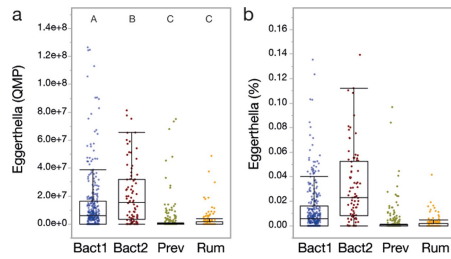 a
A B C C
Eggerthella (QMP)
1.4e+8
1.2e+8
1.0e+8
8.0e+7
6.0e+7
4.0e+7
2.0e+7
0.0e+0
Bact1 Bact2 Prev Rum
b
Eggerthella (%)
0.16
0.14
0.12
0.10
0.08
0.06
0.04
0.02
0.00
Bact1 Bact2 Prev Rum